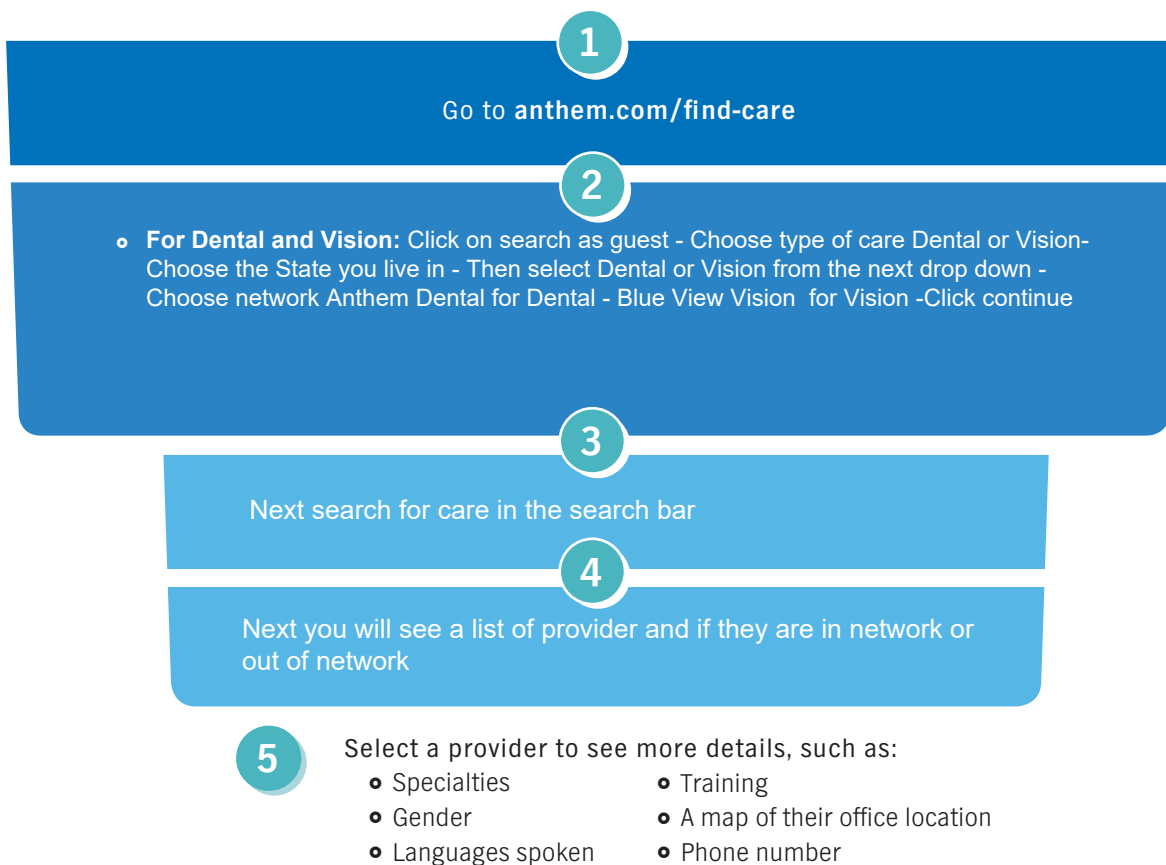 1
Go to anthem.com/find-care
2
For Dental and Vision: Click on search as guest - Choose type of care Dental or Vision-
Choose the State you live in - Then select Dental or Vision from the next drop down -
Choose network Anthem Dental for Dental - Blue View Vision  for Vision -Click continue
3
Next search for care in the search bar
4
Next you will see a list of provider and if they are in network or
out of network
5
Select a provider to see more details, such as:
Specialties
Gender
Languages spoken
Training
A map of their office location
Phone number